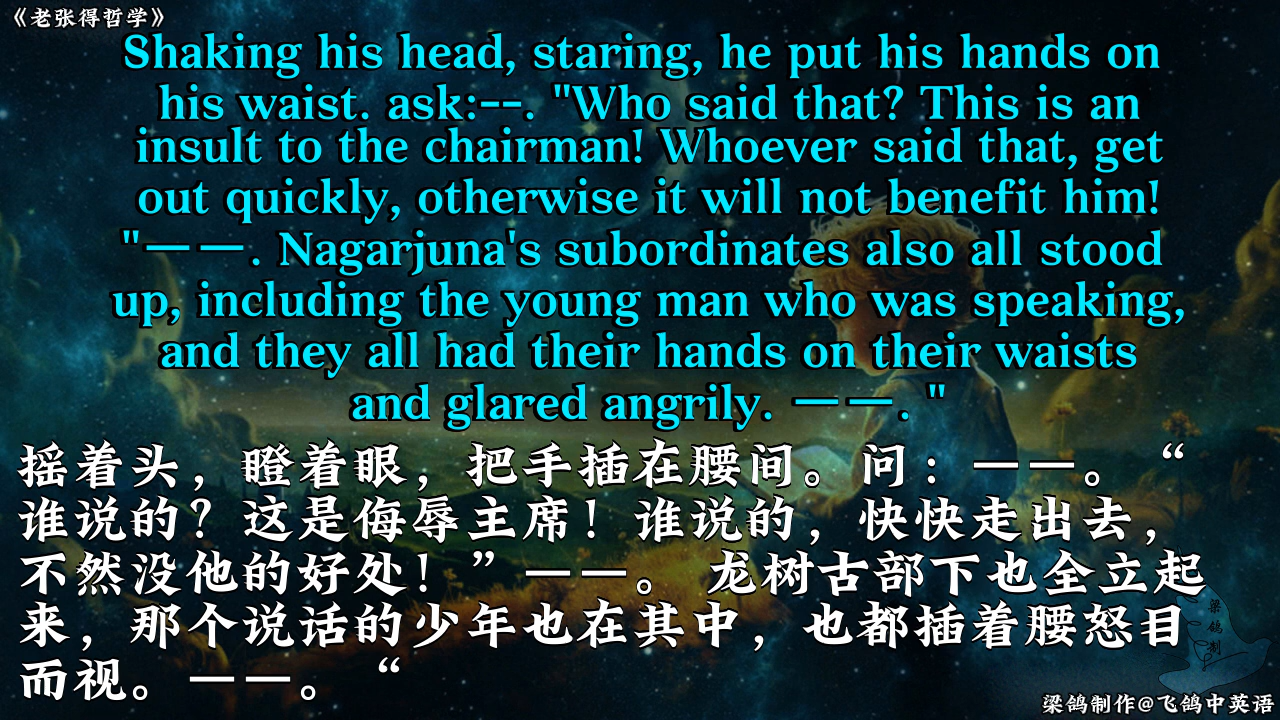 《老张得哲学》
Shaking his head, staring, he put his hands on
his waist. ask:--. "Who said that? This is an
insult to the chairman! Whoever said that, get
out quickly, otherwise it will not benefit him!
"——. Nagarjuna's subordinates also all stood
up, including the young man who was speaking,
and they all had their hands on their waists
and glared angrily. ——. "
摇着头，瞪着眼，把手插在腰间。问：——。“
谁说的？这是侮辱主席！谁说的，快快走出去，
不然没他的好处！”——。 龙树古部下也全立起
来，那个说话的少年也在其中，也都插着腰怒目
而视。——。“
梁鸽制
梁鸽制作@飞鸽中英语